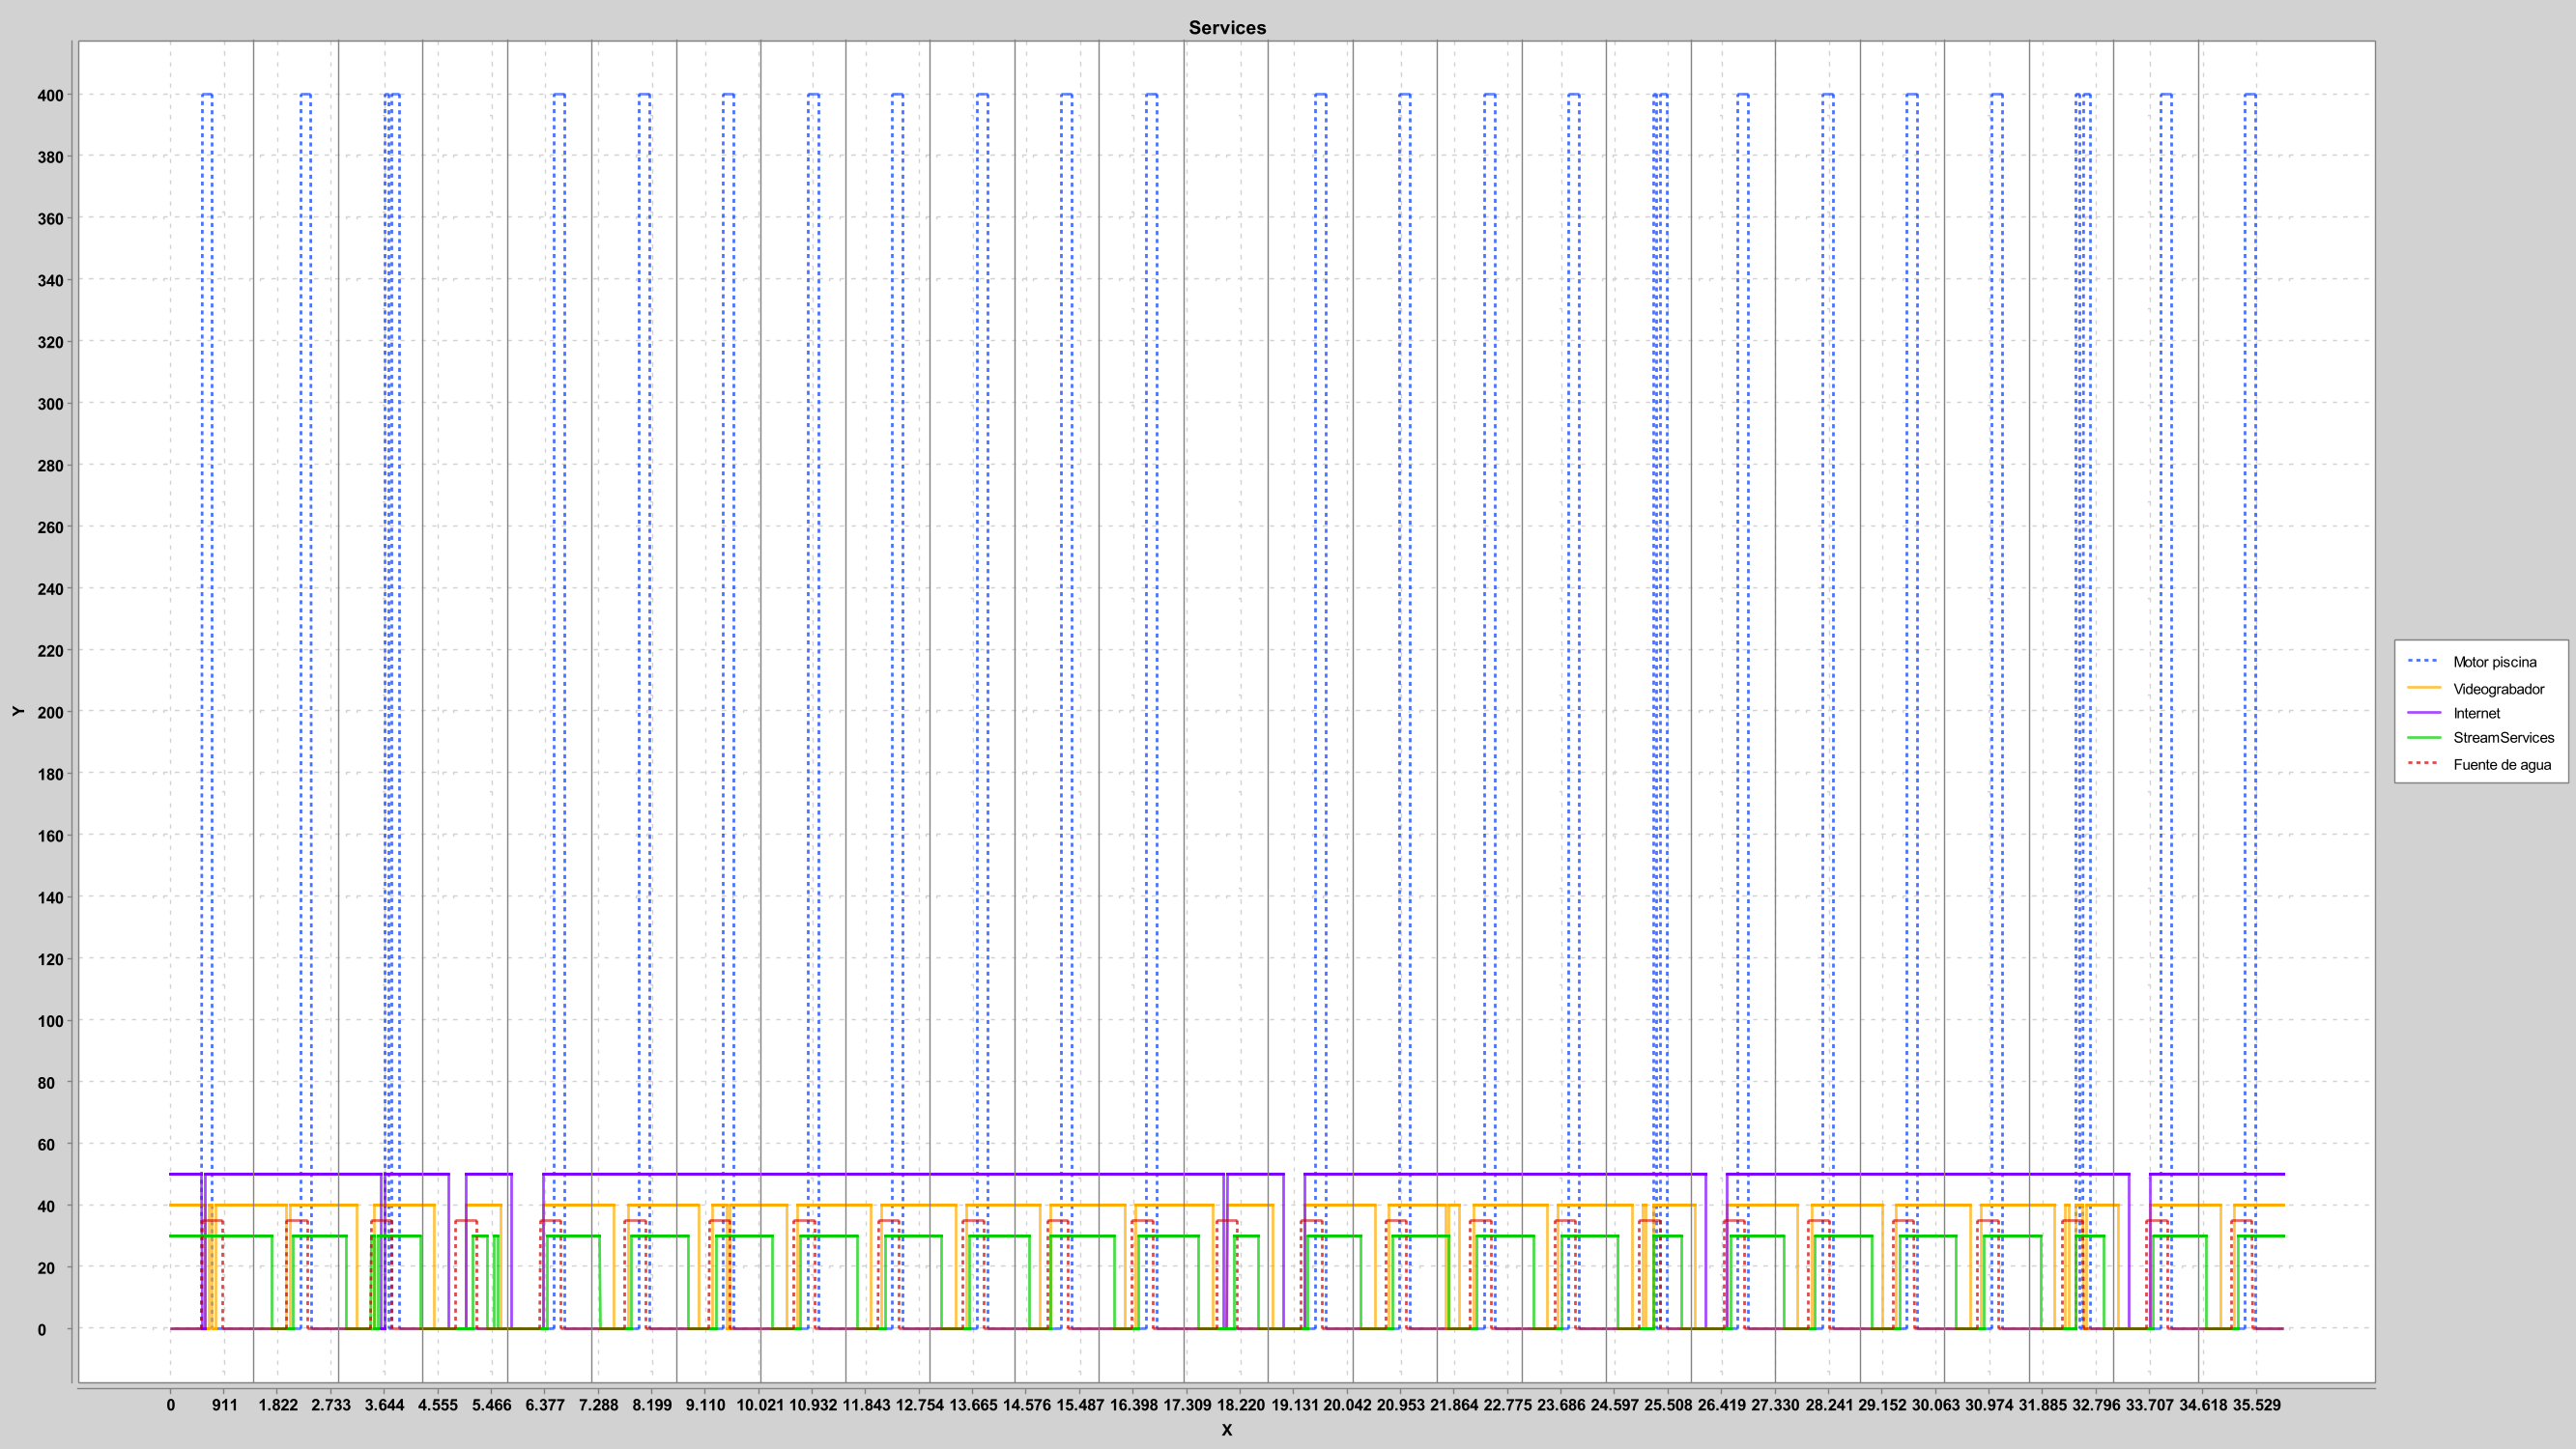 Services
400
380
360
340
320
300
280
260
240
220
200
180
160
140
120
100
80
60
40
20
0
Y
Motor piscina
Videograbador
Internet
StreamServices
Fuente de agua
0 911 1.822 2.733 3.644 4.555 5.466 6.377 7.288 8.199 9.110 10.021 10.932 11.843 12.754 13.665 14.576 15.487 16.398 17.309 18.220 19.131 20.042 20.953 21.864 22.775 23.686 24.597 25.508 26.419 27.330 28.241 29.152 30.063 30.974 31.885 32.796 33.707 34.618 35.529
X